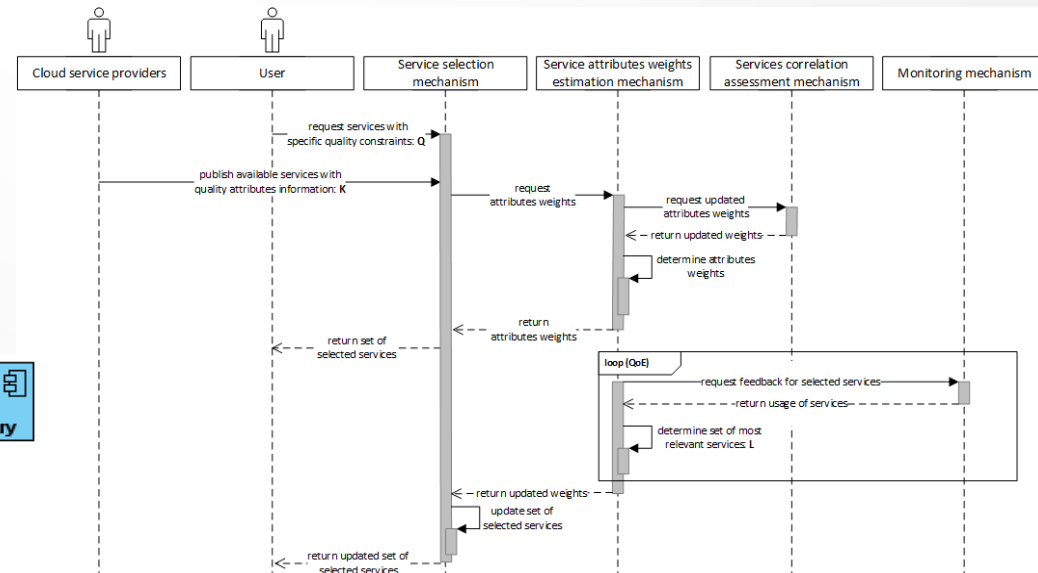 Cloud service providers
User
Service selection
mechanism
Service attributes weights
estimation mechanism
Services correlation
assessment mechanism
Monitoring mechanism
request services with
specific quality constraints: Q
publish available services with
quality attributes information: K
request
attributes weights
request updated
attributes weights
return updated weights
determine attributes
weights
return
attributes weights
return set of
selected services
loop (QoE)
request feedback for selected services
return usage of services
determine set of most
relevant services: L
ry
return updated weights
update set of
selected services
return updated set of
selected services